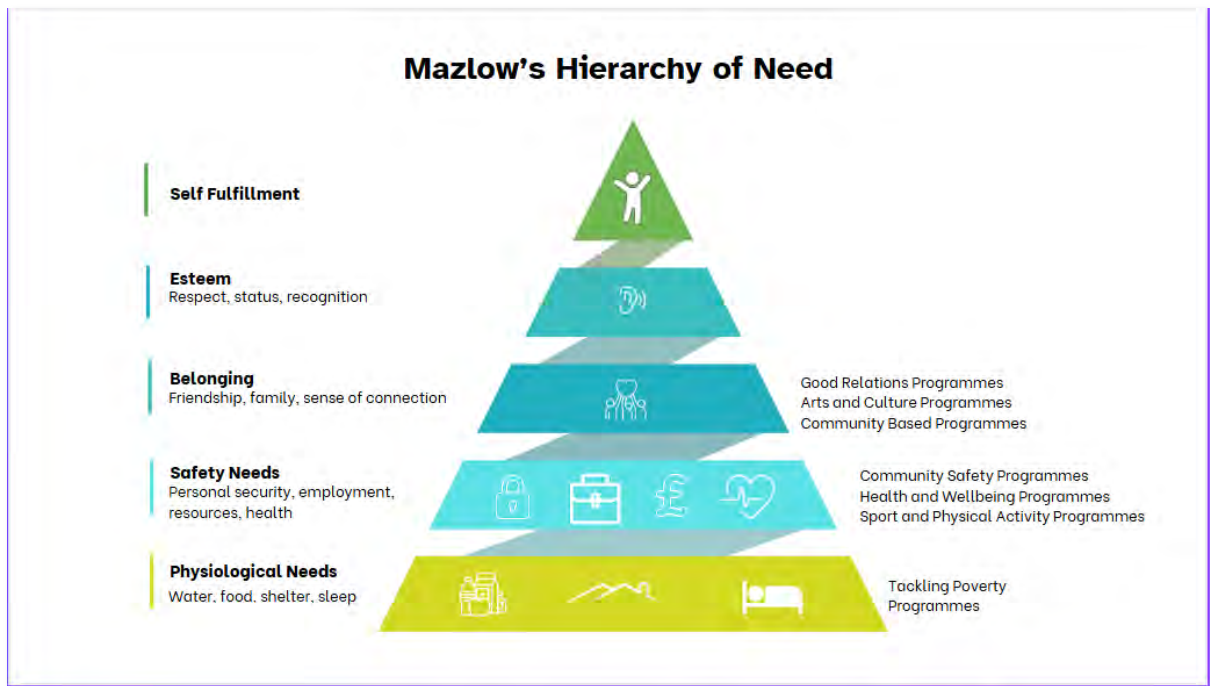 Mazlow's Hierarchy of Need
Self Fulfillment
Esteem
Respect, status, recognition
Belonging
Friendship, family, sense of connection
Good Relations Programmes
Arts and Culture Programmes
Community Based Programmes
Safety Needs
Personal security, employment,
resources, health
Community Safety Programmes
Health and Wellbeing Programmes
Sport and Physical Activity Programmes
£
Physiological Needs
Water, food, shelter, sleep
Tackling Poverty
Programmes